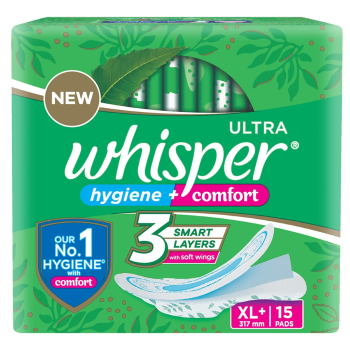 NEW
ULTRA
whisper®
hygiene + comfort
OUR
No.1
HYGIENE®
with
comfort
3 SMART
LAYERS
with soft wings
XL+ 15
317 mm PADS